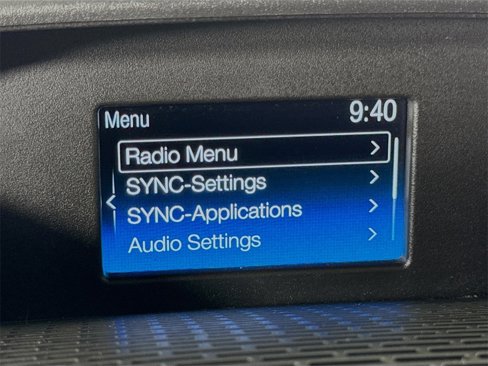 Menu 9:40
Radio Menu
SYNC-Settings
SYNC-Applications
Audio Settings